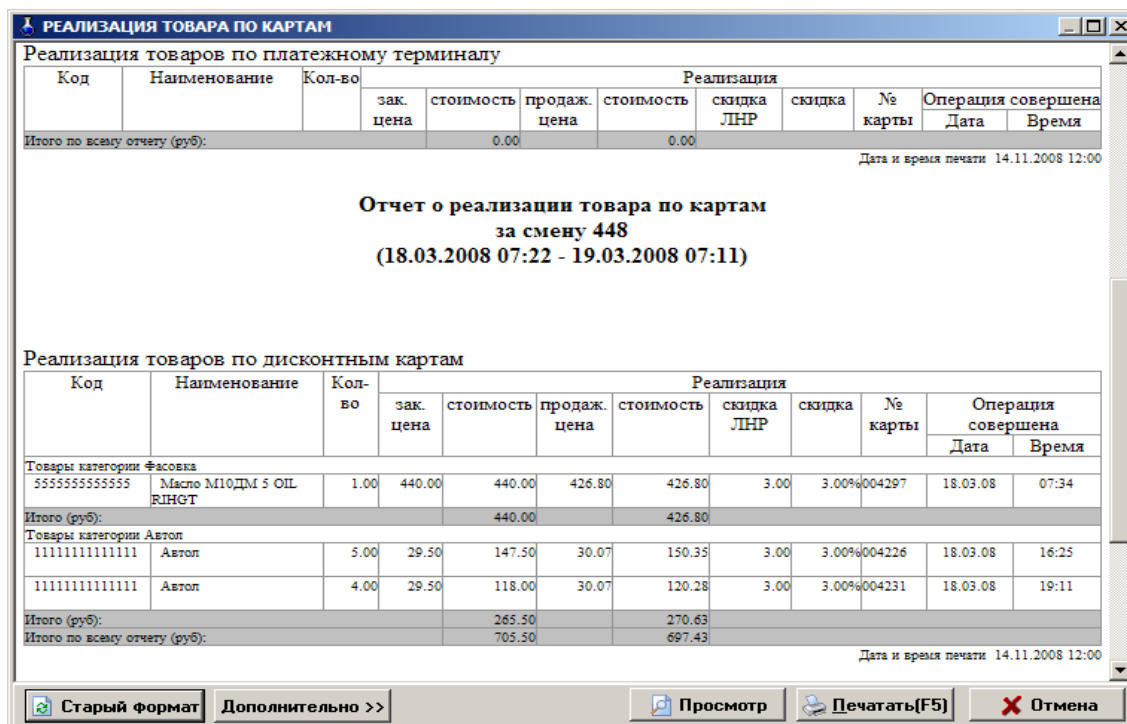 РЕАЛИЗАЦИЯ ТОВАРА ПО КАРТАМ
Реализация товаров по платежному терминалу
Код Наименование Кол-во Реализация
зак. цена стоимость продаж. цена стоимость скидка ЛНР скидка № карты Операция совершена
Дата Время
Итого по всему отчету (руб): 0.00 0.00
Дата и время печати 14.11.2008 12:00
Отчет о реализации товара по картам
за смену 448
(18.03.2008 07:22 - 19.03.2008 07:11)
Реализация товаров по дисконтным картам
Код Наименование Кол-во Реализация
зак. цена стоимость продаж. цена стоимость скидка ЛНР скидка № карты Операция совершена
Дата Время
Товары категории Фасовка
5555555555555 Масло М10ДМ 5 OIL RIHGT 1.00 440.00 440.00 426.80 426.80 3.00 3.00% 004297 18.03.08 07:34
Итого (руб): 440.00 426.80
Товары категории Автол
11111111111111 Автол 5.00 29.50 147.50 30.07 150.35 3.00 3.00% 004226 18.03.08 16:25
11111111111111 Автол 4.00 29.50 118.00 30.07 120.28 3.00 3.00% 004231 18.03.08 19:11
Итого (руб): 265.50 270.63
Итого по всему отчету (руб): 705.50 697.43
Дата и время печати 14.11.2008 12:00
Старый формат Дополнительно >> Просмотр Печатать(F5) Отмена